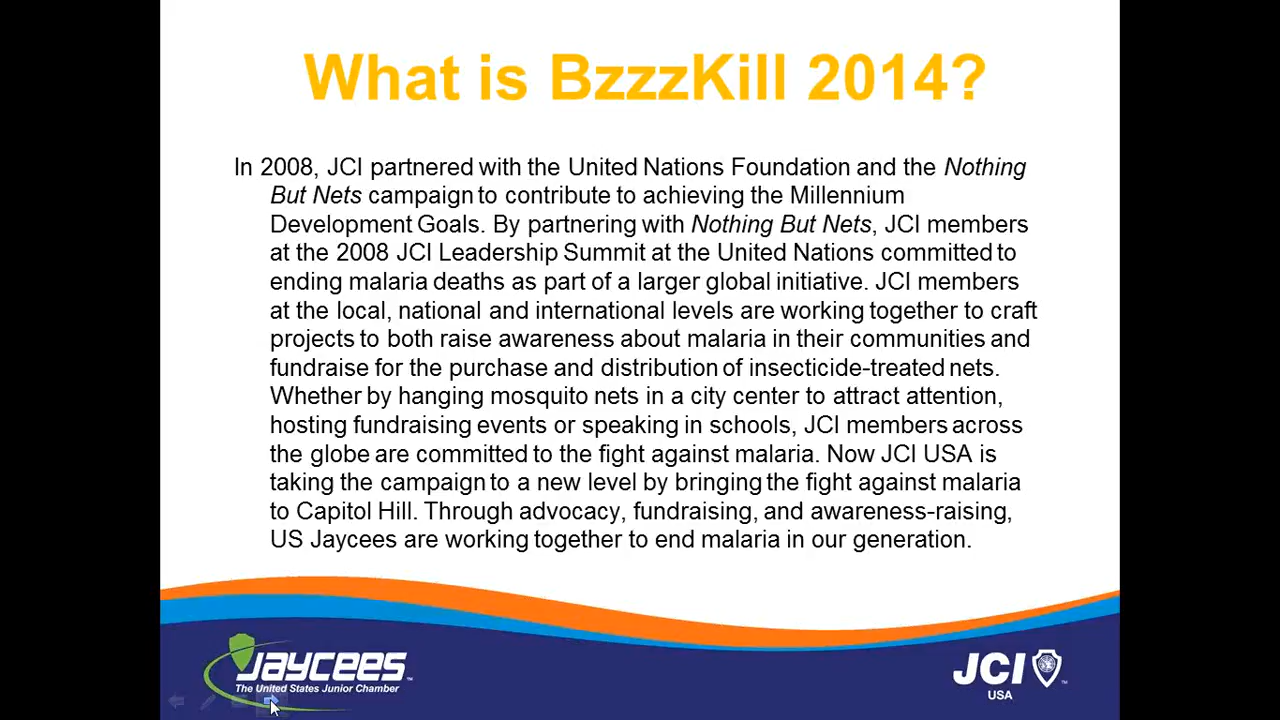 What is BzzzKill 2014?
In 2008, JCI partnered with the United Nations Foundation and the Nothing
But Nets campaign to contribute to achieving the Millennium
Development Goals. By partnering with Nothing But Nets, JCI members
at the 2008 JCI Leadership Summit at the United Nations committed to
ending malaria deaths as part of a larger global initiative. JCI members
at the local, national and international levels are working together to craft
projects to both raise awareness about malaria in their communities and
fundraise for the purchase and distribution of insecticide-treated nets.
Whether by hanging mosquito nets in a city center to attract attention,
hosting fundraising events or speaking in schools, JCI members across
the globe are committed to the fight against malaria. Now JCI USA is
taking the campaign to a new level by bringing the fight against malaria
to Capitol Hill. Through advocacy, fundraising, and awareness-raising,
US Jaycees are working together to end malaria in our generation.
JAYCEES™
The United States Junior Chamber
JCI™
USA